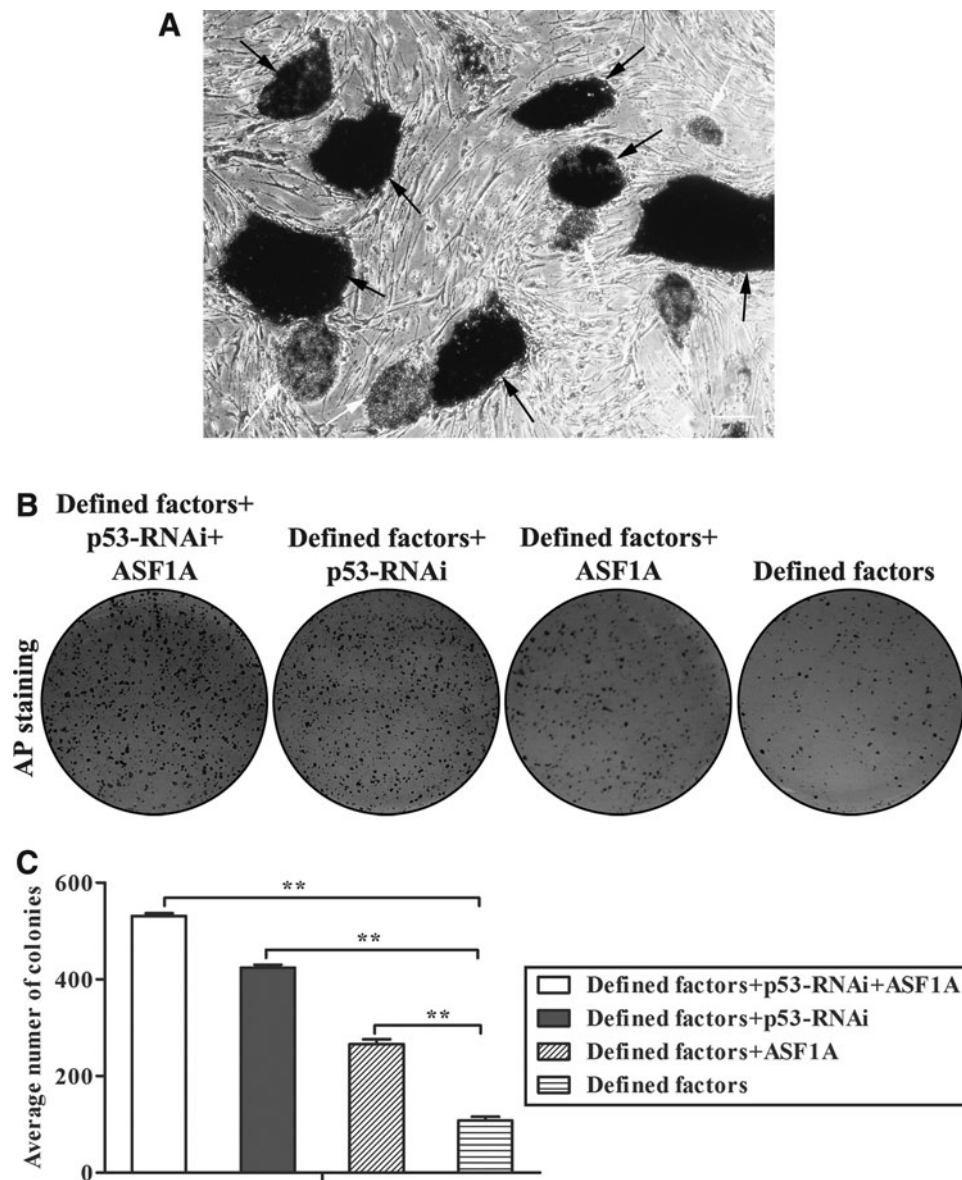 A
B
Defined factors+
p53-RNAi+
ASF1A
Defined factors+
p53-RNAi
Defined factors+
ASF1A
Defined factors
AP staining
C
Average numer of colonies
600
400
200
0
**
**
**
Defined factors+p53-RNAi+ASF1A
Defined factors+p53-RNAi
Defined factors+ASF1A
Defined factors